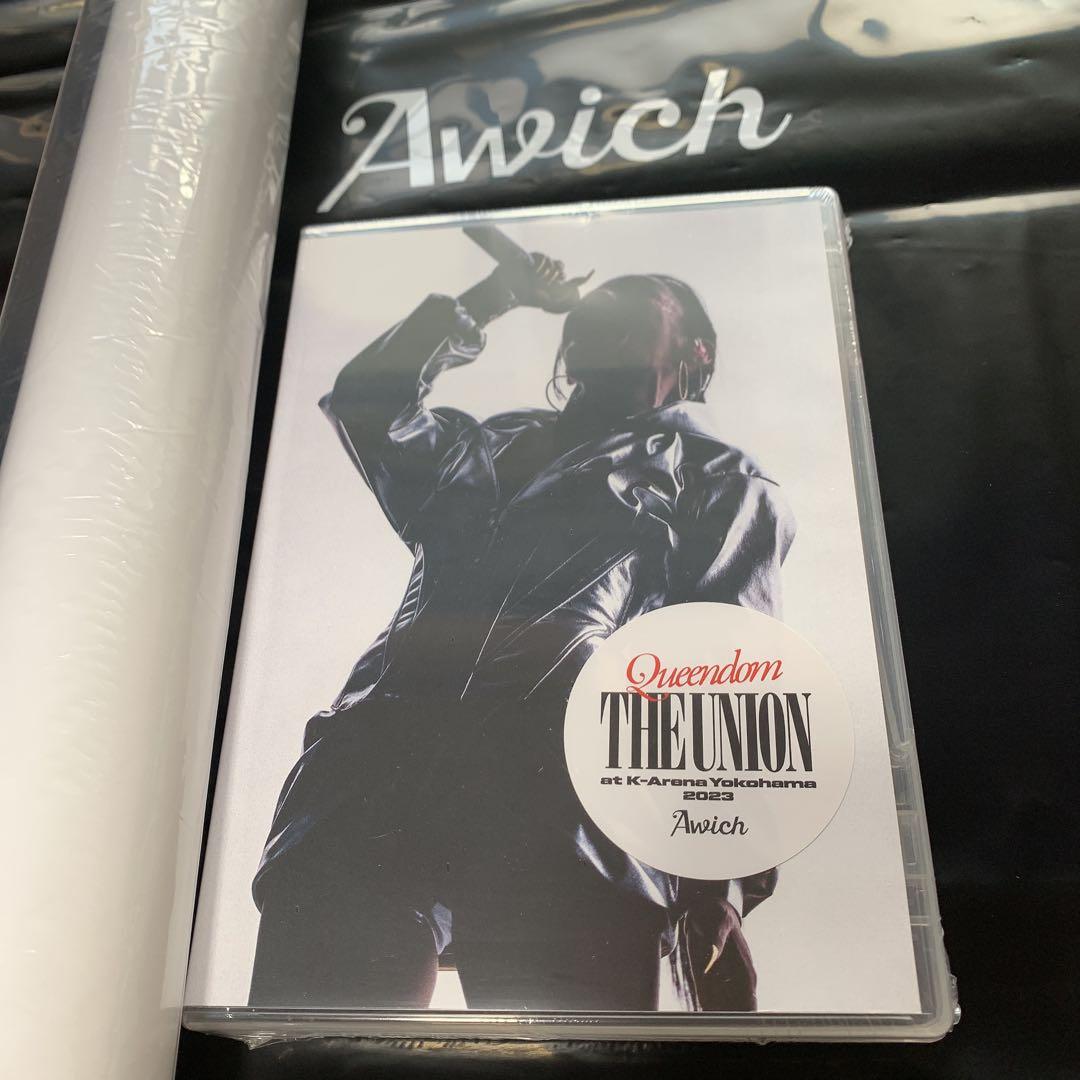 Awich
Queendom
THE UNION
at K-Arena Yokohama
2023
Awich